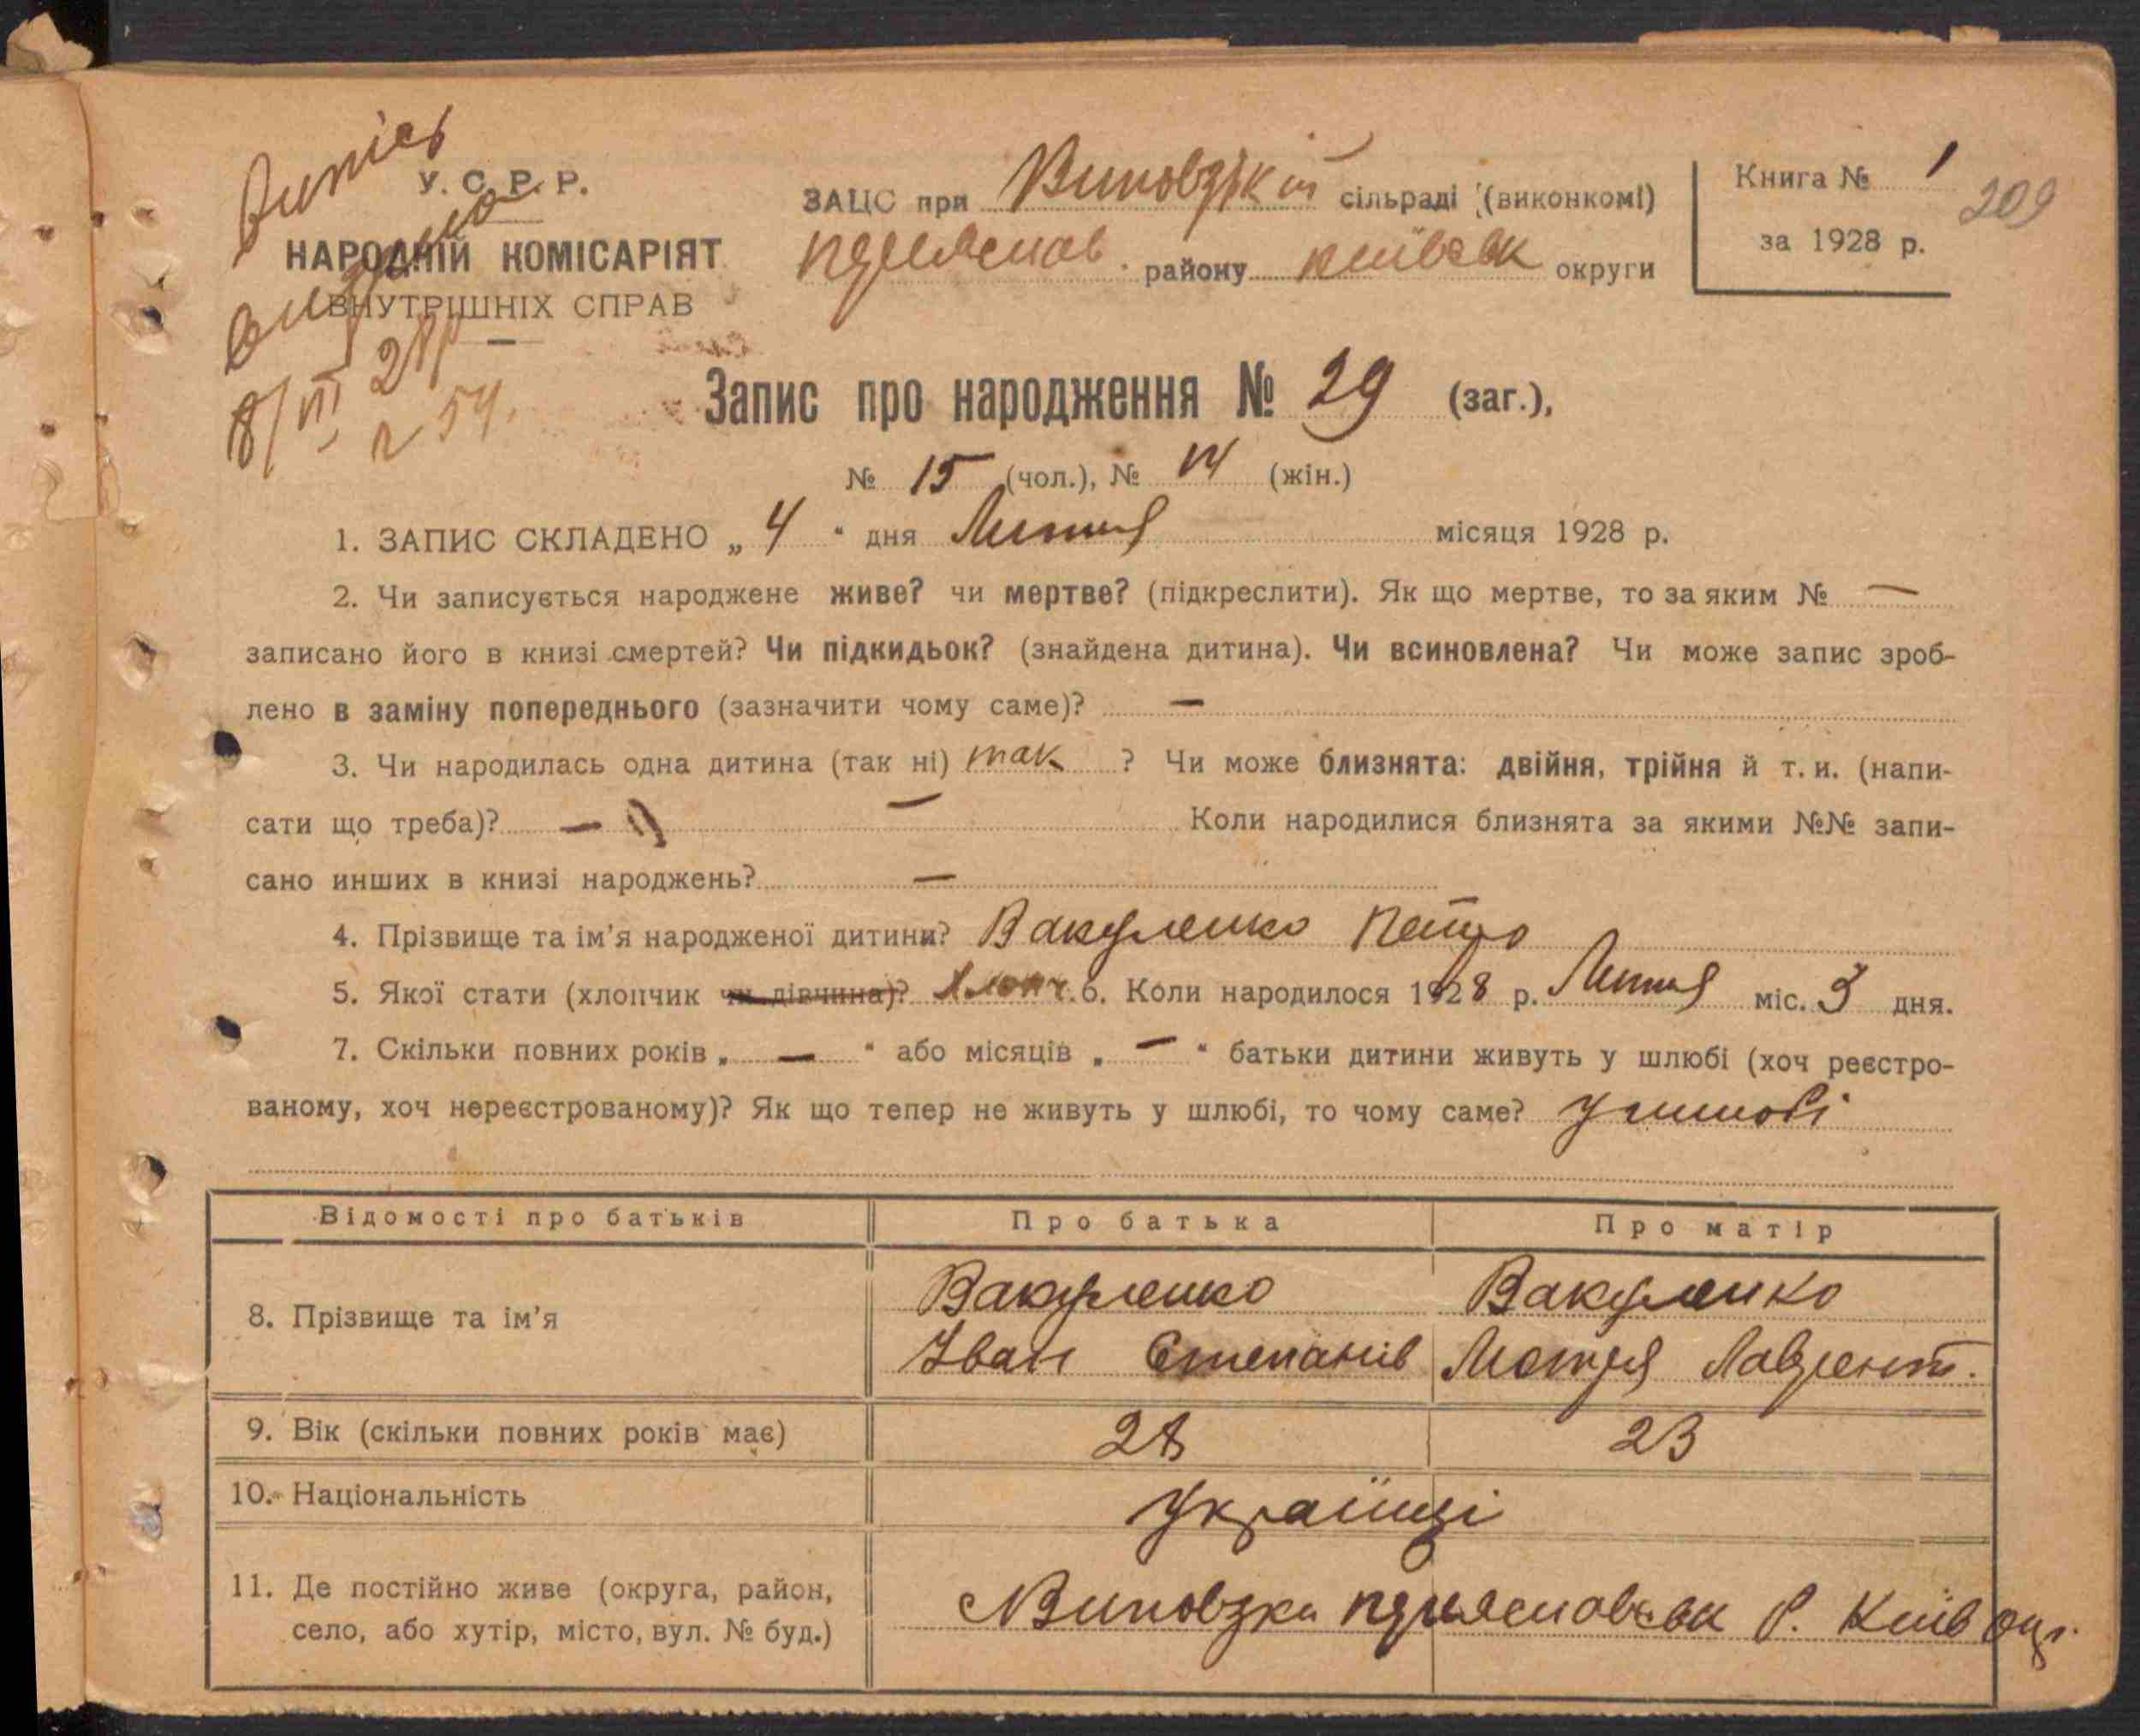 Випись
У. С. Р. Р.
НАРОДНІЙ КОМІСАРІЯТ
ВНУТРІШНІХ СПРАВ
видано
8/VII 28р
254.
ЗАЦС при Виповзькій сільраді (виконкомі)
Переяслав. району Київськ округи
Книга № 1
за 1928 р.
209
Запис про народження № 29 (заг.),
№ 15 (чол.), № 14 (жін.)
1. ЗАПИС СКЛАДЕНО „ 4 “ дня Липня місяця 1928 р.
2. Чи записується народжене живе? чи мертве? (підкреслити). Як що мертве, то за яким № —
записано його в книзі смертей? Чи підкидьок? (знайдена дитина). Чи всиновлена? Чи може запис зроб-
лено в заміну попереднього (зазначити чому саме)? —
3. Чи народилась одна дитина (так ні) так ? Чи може близнята: двійня, трійня й т. и. (напи-
сати що треба)? — — Коли народилися близнята за якими №№ запи-
сано инших в книзі народжень? —
4. Прізвище та ім'я народженої дитини? Вакуленко Петро
5. Якої стати (хлопчик чи дівчина)? хлопч. 6. Коли народилося 1928 р. Липня міс. 3 дня.
7. Скільки повних років „ — “ або місяців „ — “ батьки дитини живуть у шлюбі (хоч реєстро-
ваному, хоч нереєстрованому)? Як що тепер не живуть у шлюбі, то чому саме? у шлюбі
Відомості про батьків Про батька Про матір
8. Прізвище та ім'я Вакуленко Вакуленко
Іван Степанів Мотря Лаврент.
9. Вік (скільки повних років має) 28 23
10. Національність Українці
11. Де постійно живе (округа, район,
село, або хутір, місто, вул. № буд.) Виповзки Переяславськ Р. Київ окр.